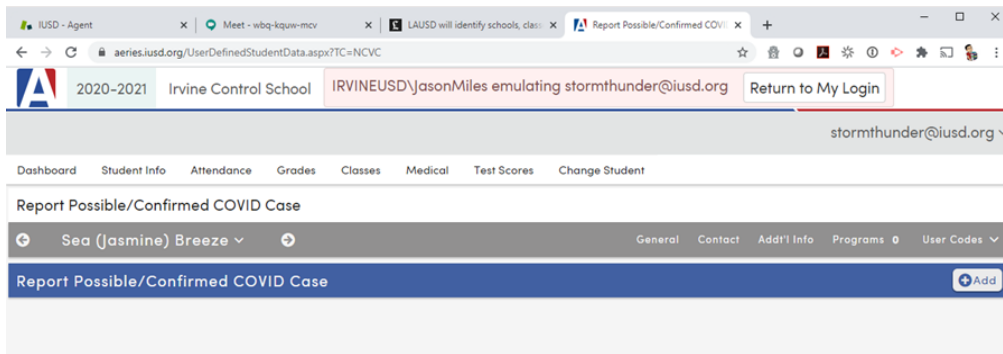 IUSD - Agent
Meet - wbq-kquw-mcv
LAUSD will identify schools, class
Report Possible/Confirmed COVI
aeries.iusd.org/UserDefinedStudentData.aspx?TC=NCVC
2020-2021 Irvine Control School IRVINEUSD\JasonMiles emulating stormthunder@iusd.org Return to My Login
stormthunder@iusd.org
Dashboard Student Info Attendance Grades Classes Medical Test Scores Change Student
Report Possible/Confirmed COVID Case
Sea (Jasmine) Breeze General Contact Addt'l Info Programs 0 User Codes
Report Possible/Confirmed COVID Case Add